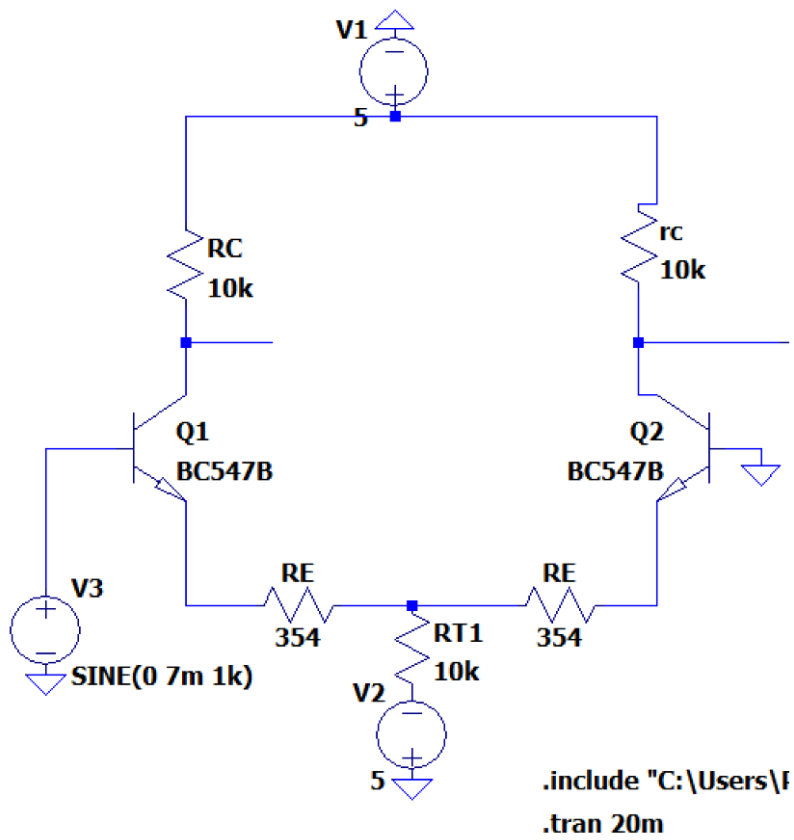 V1
−
+
5
RC
10k
rc
10k
Q1
BC547B
Q2
BC547B
V3
+
−
SINE(0 7m 1k)
RE
354
RE
354
RT1
10k
V2
−
+
5
.include "C:\Users\
.tran 20m